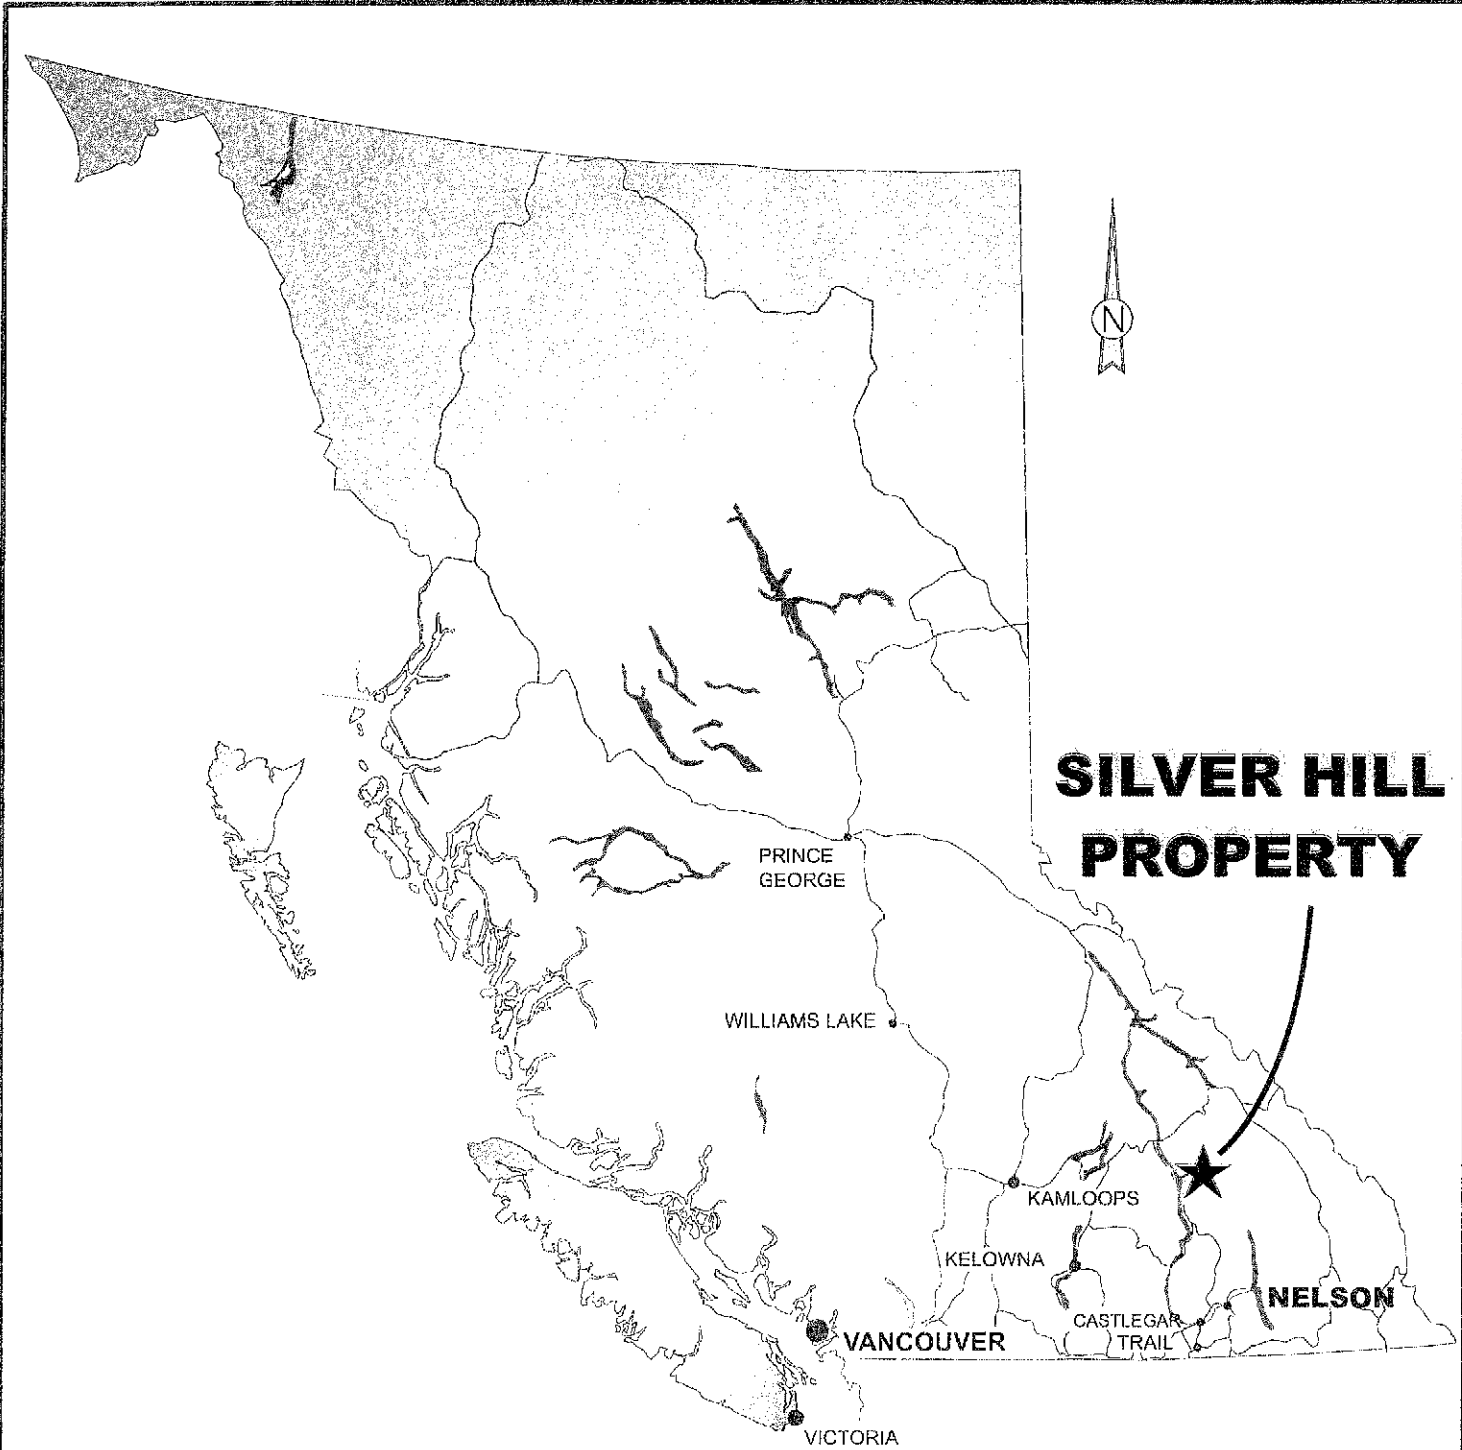 N
SILVER HILL
PROPERTY
PRINCE
GEORGE
WILLIAMS LAKE
KAMLOOPS
KELOWNA
NELSON
CASTLEGAR
TRAIL
VANCOUVER
VICTORIA